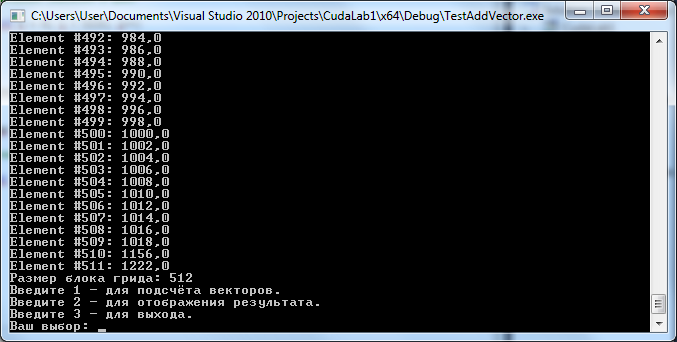 C:\Users\User\Documents\Visual Studio 2010\Projects\CudaLab1\x64\Debug\TestAddVector.exe
Element #492: 984,0
Element #493: 986,0
Element #494: 988,0
Element #495: 990,0
Element #496: 992,0
Element #497: 994,0
Element #498: 996,0
Element #499: 998,0
Element #500: 1000,0
Element #501: 1002,0
Element #502: 1004,0
Element #503: 1006,0
Element #504: 1008,0
Element #505: 1010,0
Element #506: 1012,0
Element #507: 1014,0
Element #508: 1016,0
Element #509: 1018,0
Element #510: 1156,0
Element #511: 1222,0
Размер блока грида: 512
Введите 1 - для подсчёта векторов.
Введите 2 - для отображения результата.
Введите 3 - для выхода.
Ваш выбор: _